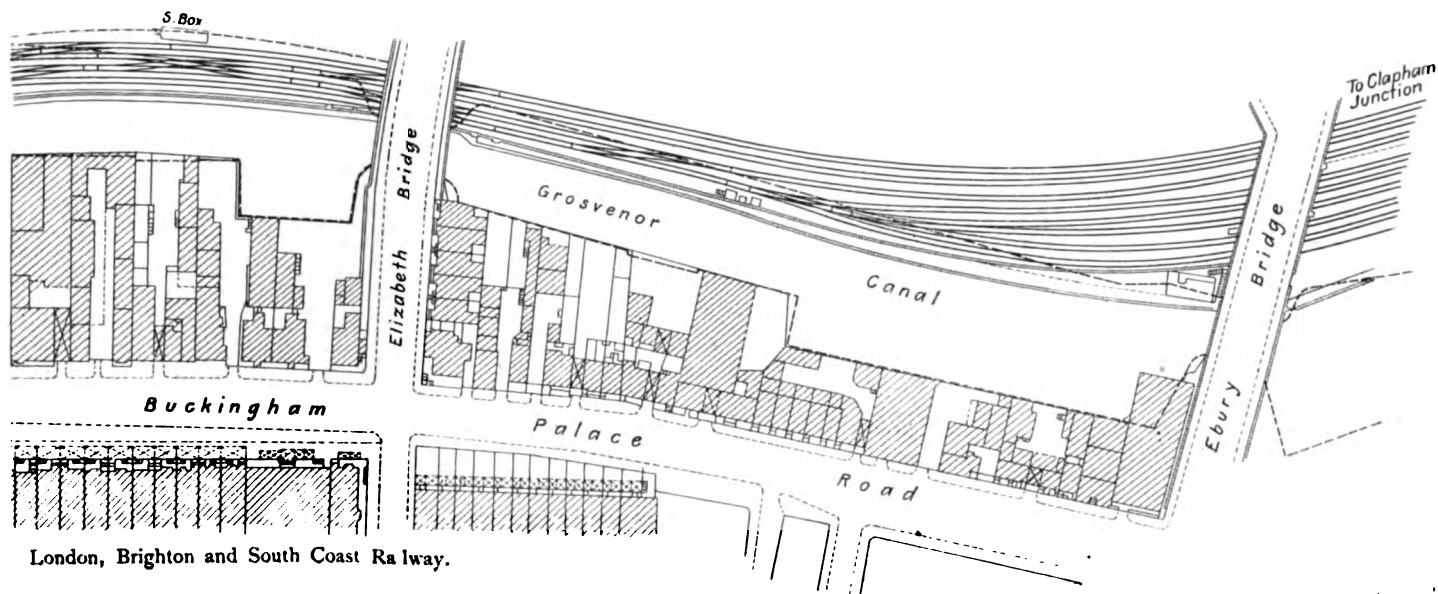 S. Box
To Clapham
Junction
Elizabeth Bridge
Grosvenor
Canal
Ebury Bridge
Buckingham
Palace
Road
London, Brighton and South Coast Ra lway.